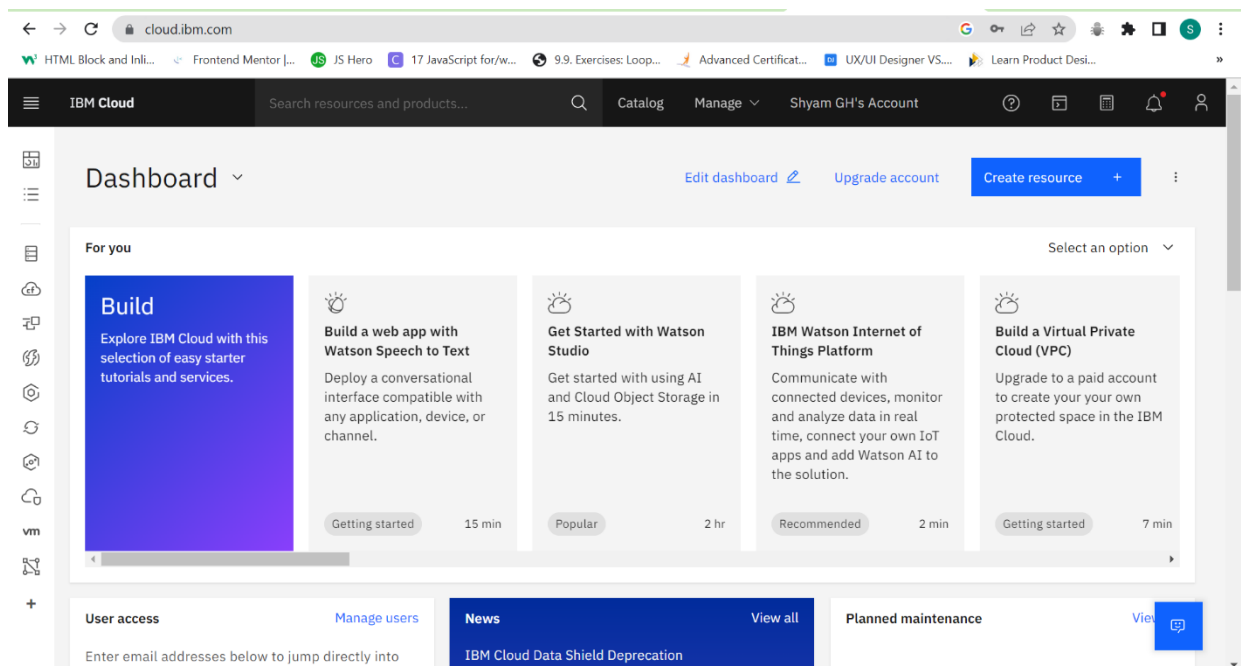 cloud.ibm.com
HTML Block and Inli... Frontend Mentor |... JS JS Hero C 17 JavaScript for/w... 9.9. Exercises: Loop... Advanced Certificat... UX/UI Designer VS.... Learn Product Desi... »
IBM Cloud Search resources and products... Catalog Manage Shyam GH's Account
Dashboard Edit dashboard Upgrade account Create resource +
For you Select an option
Build
Explore IBM Cloud with this
selection of easy starter
tutorials and services.
Build a web app with
Watson Speech to Text
Deploy a conversational
interface compatible with
any application, device, or
channel.
Getting started 15 min
Get Started with Watson
Studio
Get started with using AI
and Cloud Object Storage in
15 minutes.
Popular 2 hr
IBM Watson Internet of
Things Platform
Communicate with
connected devices, monitor
and analyze data in real
time, connect your own IoT
apps and add Watson AI to
the solution.
Recommended 2 min
Build a Virtual Private
Cloud (VPC)
Upgrade to a paid account
to create your your own
protected space in the IBM
Cloud.
Getting started 7 min
vm
User access Manage users
Enter email addresses below to jump directly into
News View all
IBM Cloud Data Shield Deprecation
Planned maintenance